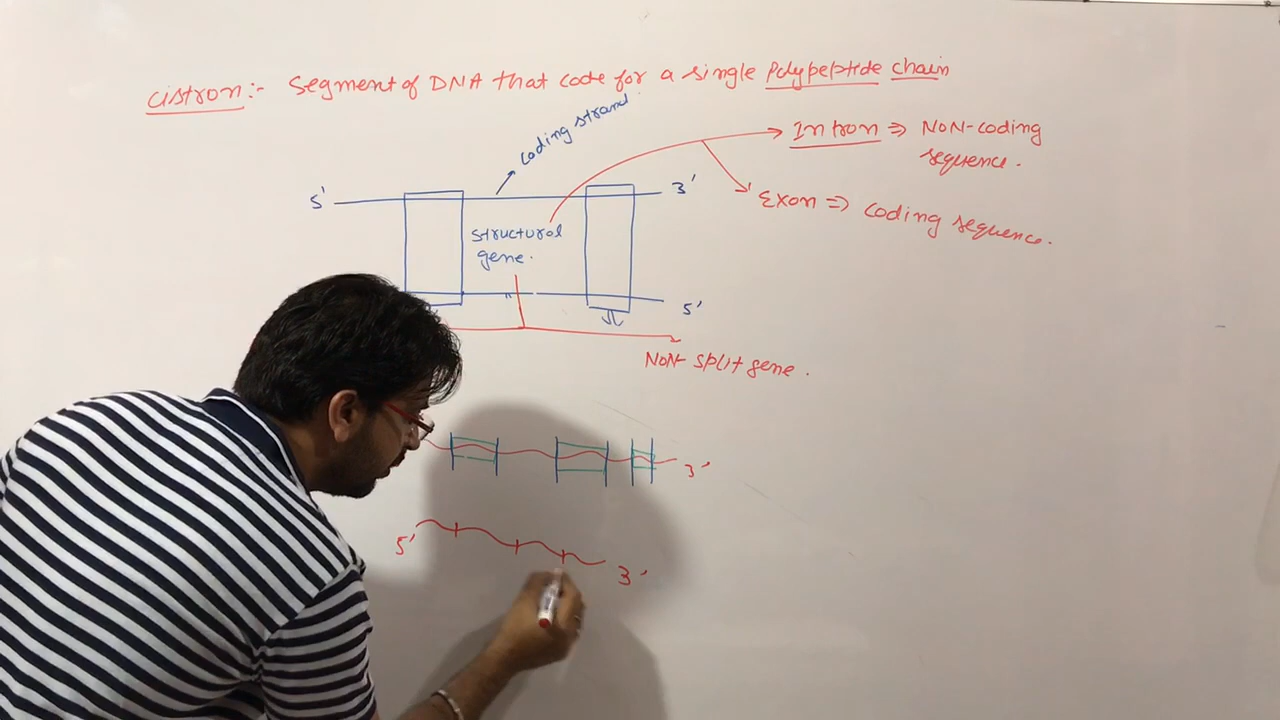 Cistron:- Segment of DNA that code for a single polypeptide chain
coding strand
Intron ⇒ NON-coding
sequence.
Exon ⇒ coding sequence.
5' 3'
structural
gene.
5'
NON-split gene.
3'
5' 3'